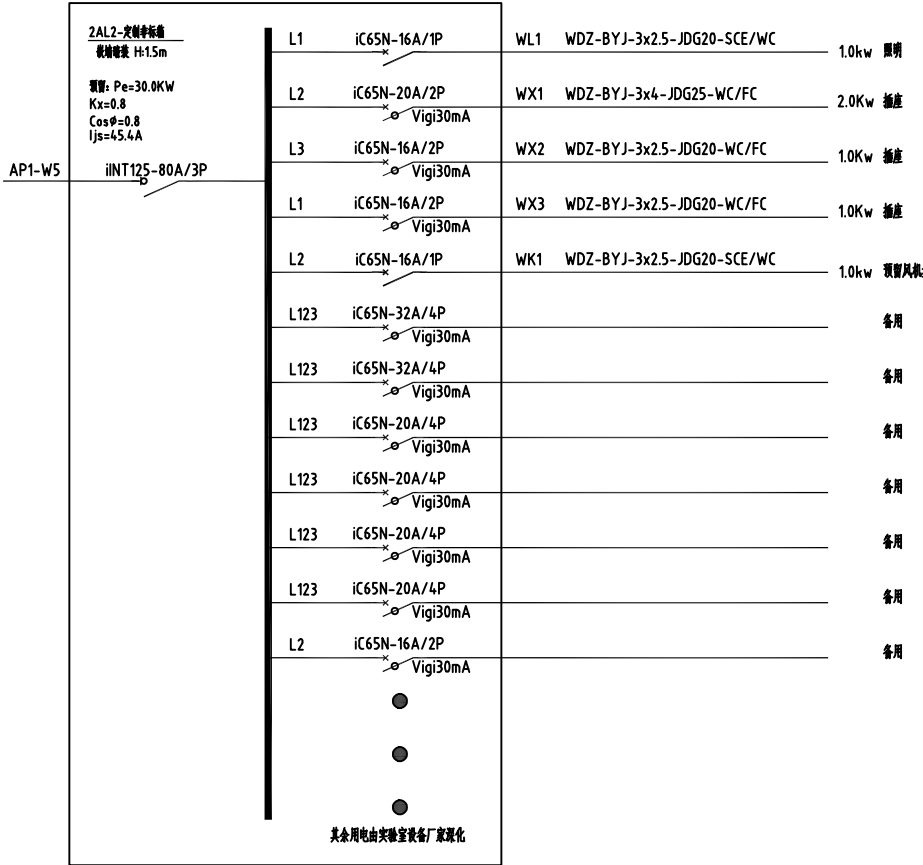 2AL2-定制非标箱
嵌墙暗装 H:1.5m
预留: Pe=30.0KW
Kx=0.8
Cosφ=0.8
Ijs=45.4A
AP1-W5 iINT125-80A/3P
L1 iC65N-16A/1P WL1 WDZ-BYJ-3x2.5-JDG20-SCE/WC 1.0kw 照明
L2 iC65N-20A/2P WX1 WDZ-BYJ-3x4-JDG25-WC/FC 2.0Kw 插座
Vigi30mA
L3 iC65N-16A/2P WX2 WDZ-BYJ-3x2.5-JDG20-WC/FC 1.0Kw 插座
Vigi30mA
L1 iC65N-16A/2P WX3 WDZ-BYJ-3x2.5-JDG20-WC/FC 1.0Kw 插座
Vigi30mA
L2 iC65N-16A/1P WK1 WDZ-BYJ-3x2.5-JDG20-SCE/WC 1.0kw 预留风机
L123 iC65N-32A/4P 备用
Vigi30mA
L123 iC65N-32A/4P 备用
Vigi30mA
L123 iC65N-20A/4P 备用
Vigi30mA
L123 iC65N-20A/4P 备用
Vigi30mA
L123 iC65N-20A/4P 备用
Vigi30mA
L123 iC65N-20A/4P 备用
Vigi30mA
L2 iC65N-16A/2P 备用
Vigi30mA
其余用电由实验室设备厂家深化